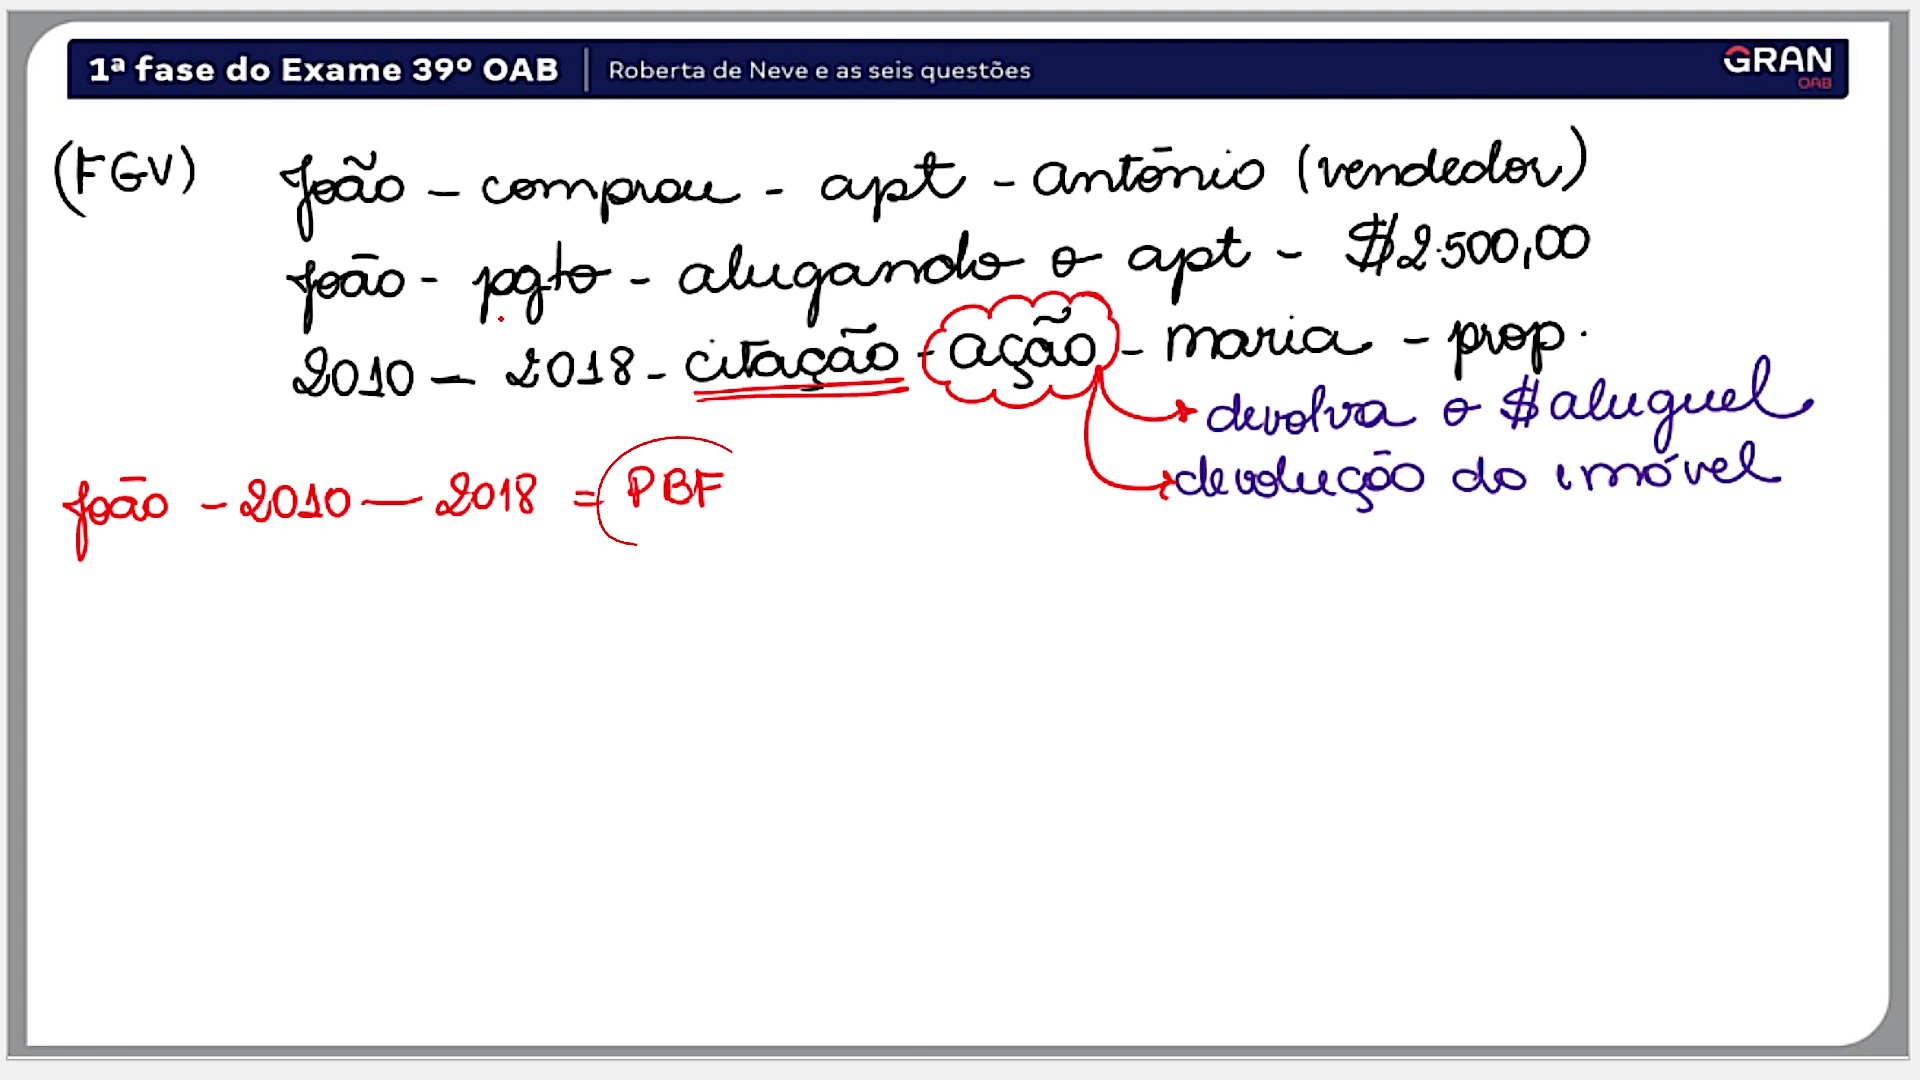 1ª fase do Exame 39º OAB | Roberta de Neve e as seis questões
GRAN
OAB
(FGV) João - comprou - apt - Antônio (vendedor)
João - pgto - alugando o apt - $2.500,00
2010 - 2018 - citação - ação - Maria - prop.
devolva o $ aluguel
devolução do imóvel
João - 2010 - 2018 = PBF